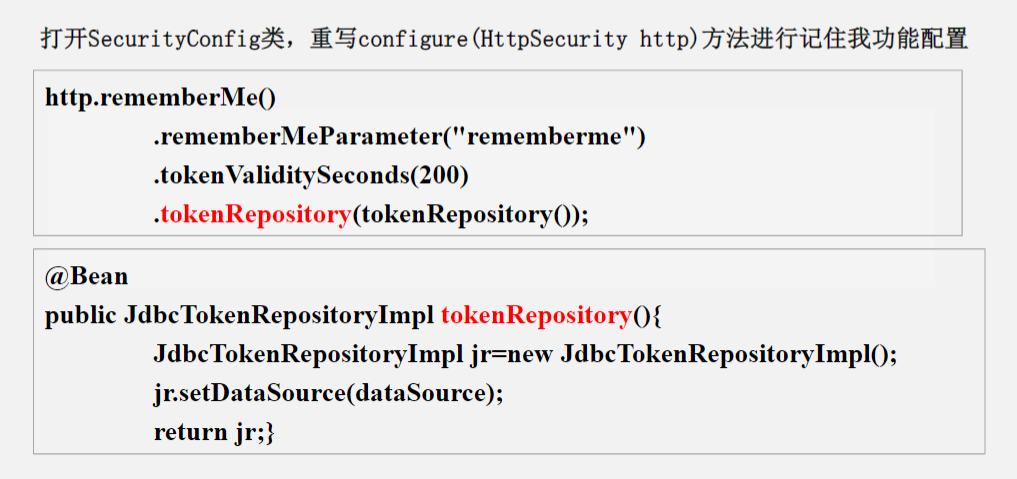 打开SecurityConfig类，重写configure(HttpSecurity http)方法进行记住我功能配置
http.rememberMe()
.rememberMeParameter("rememberme")
.tokenValiditySeconds(200)
.tokenRepository(tokenRepository());
@Bean
public JdbcTokenRepositoryImpl tokenRepository(){
JdbcTokenRepositoryImpl jr=new JdbcTokenRepositoryImpl();
jr.setDataSource(dataSource);
return jr;}